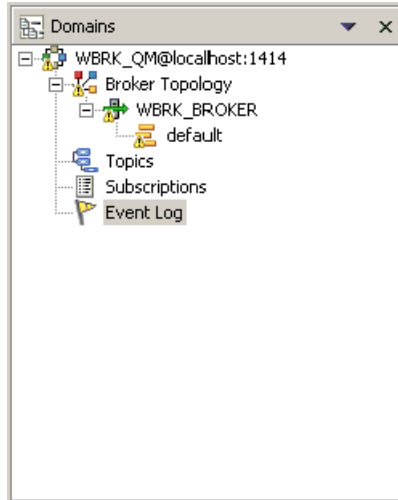 Domains
WBRK_QM@localhost:1414
Broker Topology
WBRK_BROKER
default
Topics
Subscriptions
Event Log